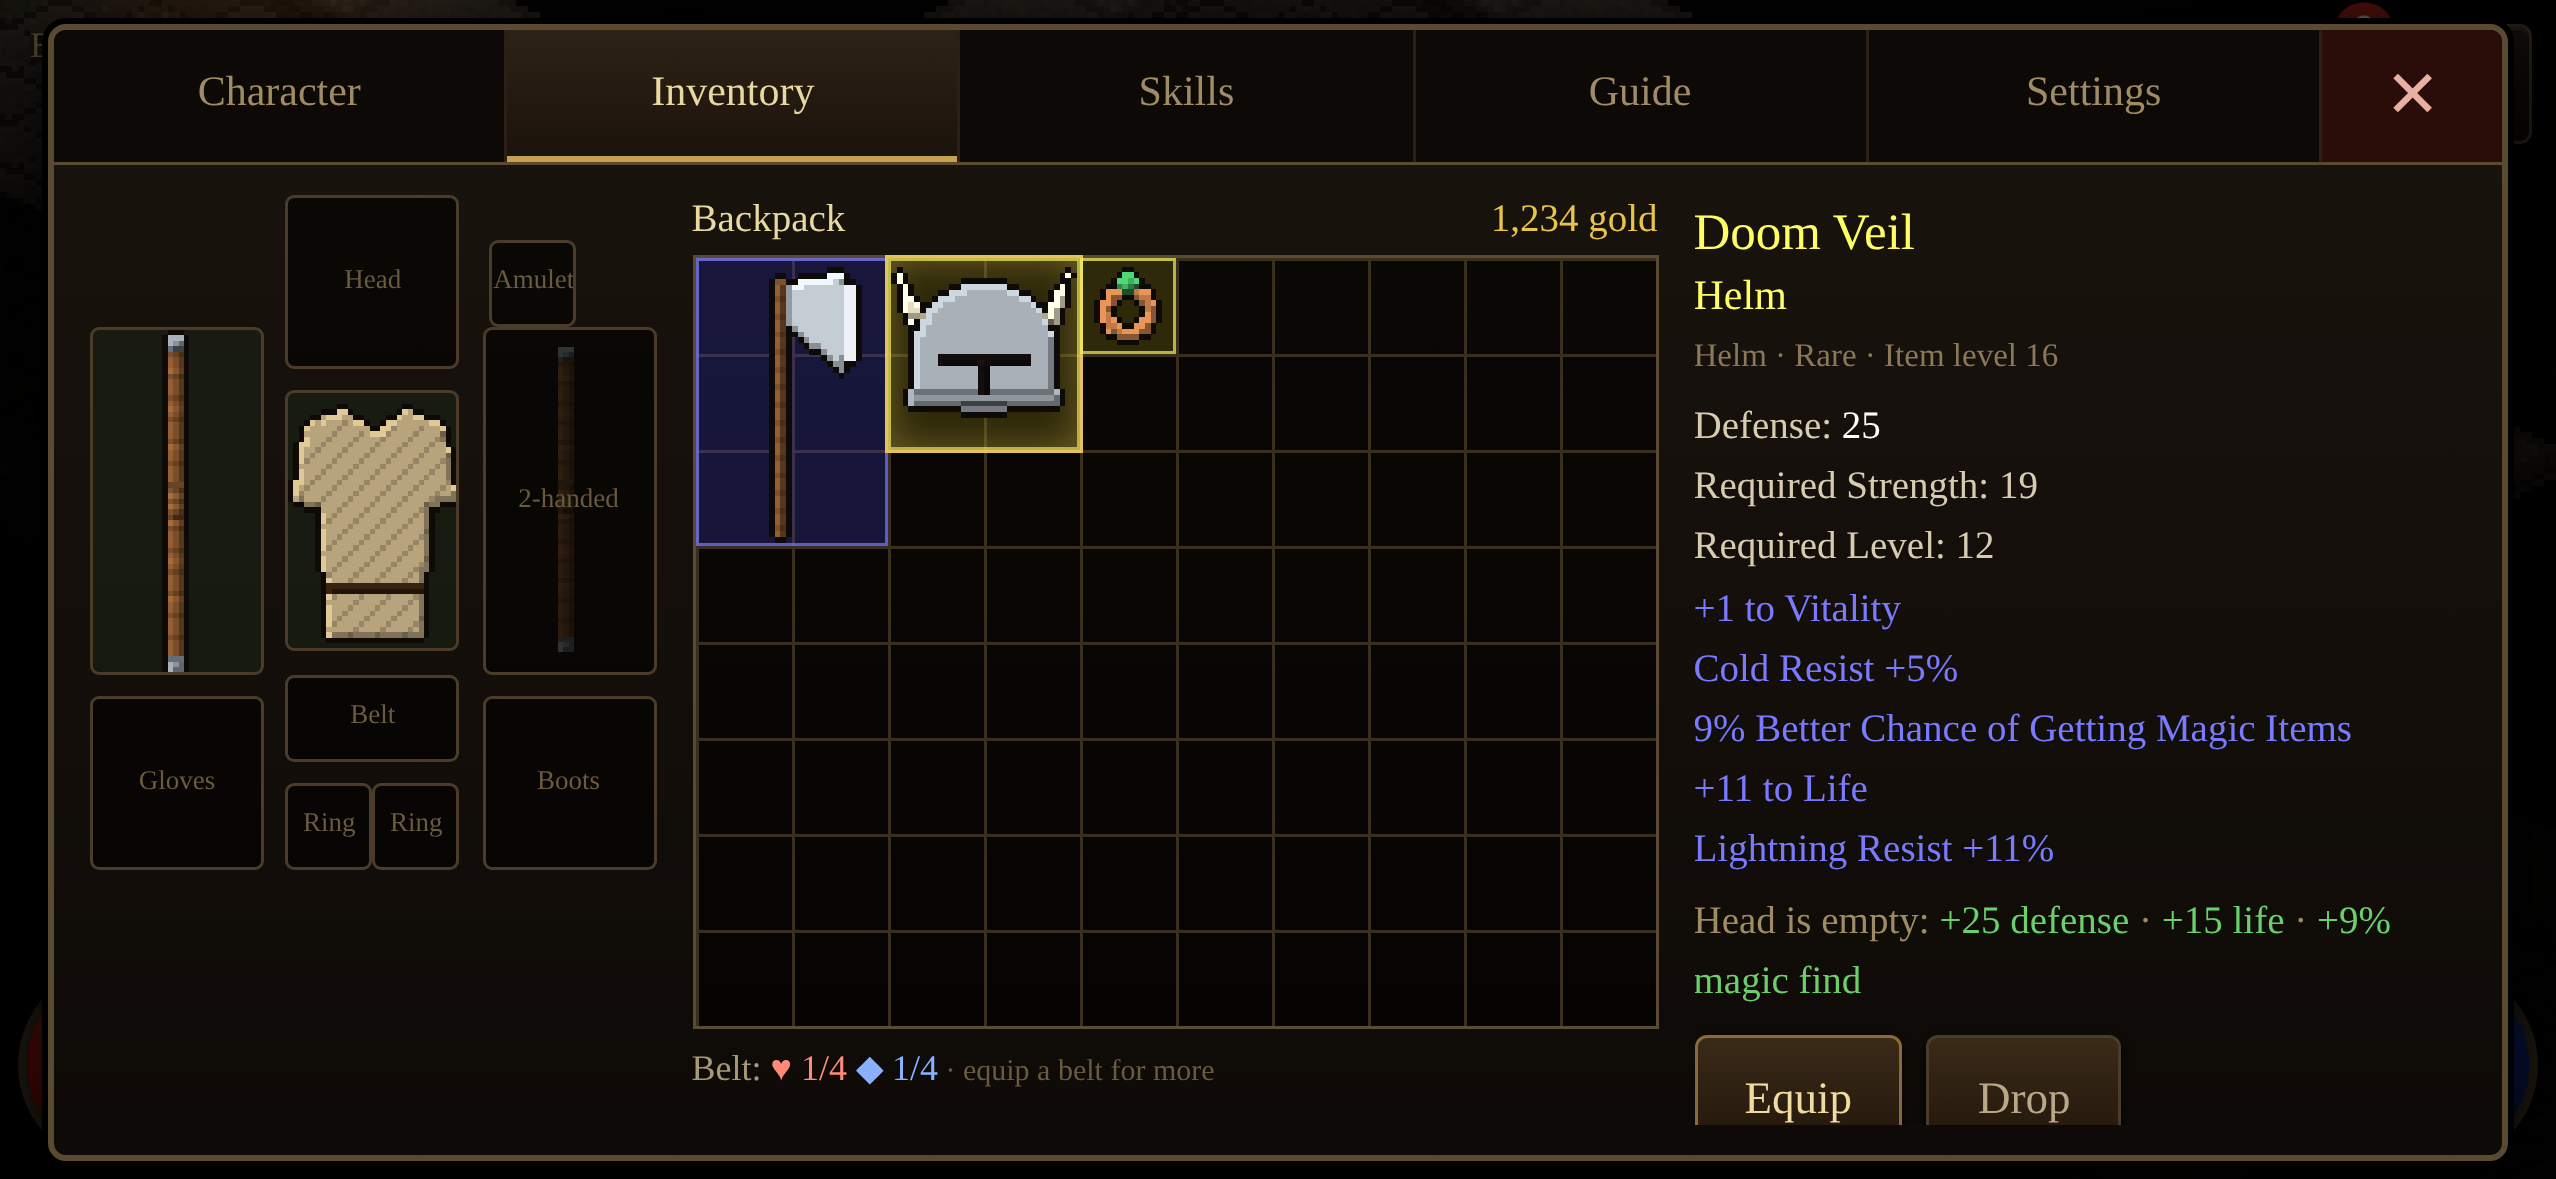 Character
Inventory
Skills
Guide
Settings
✕
Head
Amulet
2-handed
Belt
Gloves
Ring
Ring
Boots
Backpack
1,234 gold
Belt: ♥ 1/4 ◆ 1/4 · equip a belt for more
Doom Veil
Helm
Helm · Rare · Item level 16
Defense: 25
Required Strength: 19
Required Level: 12
+1 to Vitality
Cold Resist +5%
9% Better Chance of Getting Magic Items
+11 to Life
Lightning Resist +11%
Head is empty: +25 defense · +15 life · +9%
magic find
Equip
Drop